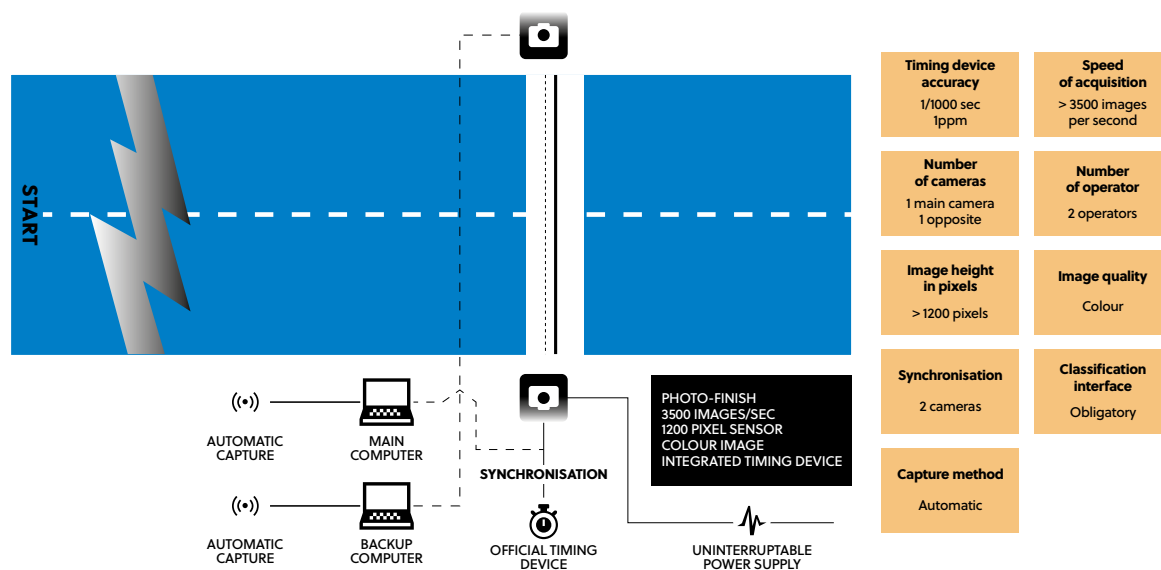 START
AUTOMATIC
CAPTURE
MAIN
COMPUTER
AUTOMATIC
CAPTURE
BACKUP
COMPUTER
SYNCHRONISATION
OFFICIAL TIMING
DEVICE
PHOTO-FINISH
3500 IMAGES/SEC
1200 PIXEL SENSOR
COLOUR IMAGE
INTEGRATED TIMING DEVICE
UNINTERRUPTABLE
POWER SUPPLY
Timing device
accuracy
1/1000 sec
1ppm
Speed
of acquisition
> 3500 images
per second
Number
of cameras
1 main camera
1 opposite
Number
of operator
2 operators
Image height
in pixels
> 1200 pixels
Image quality
Colour
Synchronisation
2 cameras
Classification
interface
Obligatory
Capture method
Automatic